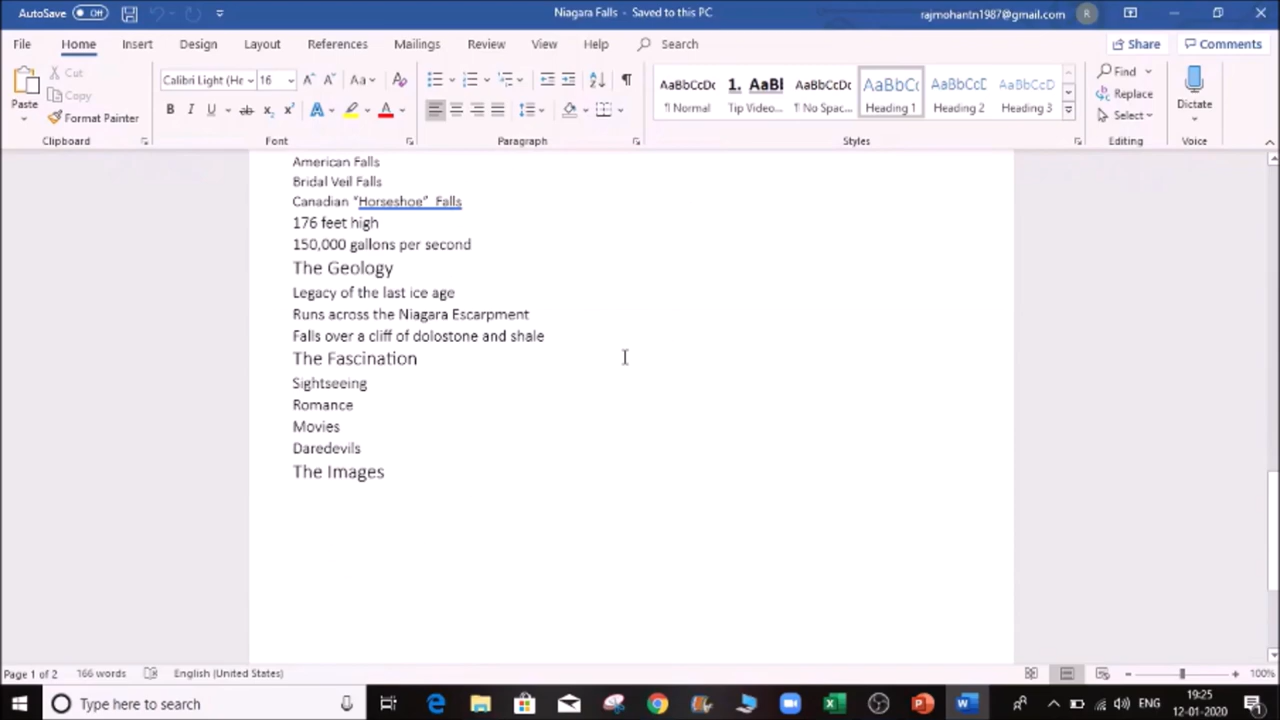 AutoSave Off
Niagara Falls - Saved to this PC
rajmohantn1987@gmail.com R
File Home Insert Design Layout References Mailings Review View Help Search
Share Comments
Paste
Cut
Copy
Format Painter
Clipboard
Calibri Light (He 16
Aa
B I U ab x₂ x²
A A
Font
Paragraph
AaBbCcDc 1. AaBl AaBbCcDc AaBbCc AaBbCcD AaBbCcD
¶ Normal Tip Video... ¶ No Spac... Heading 1 Heading 2 Heading 3
Styles
Find
Replace
Select
Editing
Dictate
Voice
American Falls
Bridal Veil Falls
Canadian “Horseshoe” Falls
176 feet high
150,000 gallons per second
The Geology
Legacy of the last ice age
Runs across the Niagara Escarpment
Falls over a cliff of dolostone and shale
The Fascination
Sightseeing
Romance
Movies
Daredevils
The Images
Page 1 of 2 166 words English (United States)
100%
Type here to search
ENG
19:25
12-01-2020